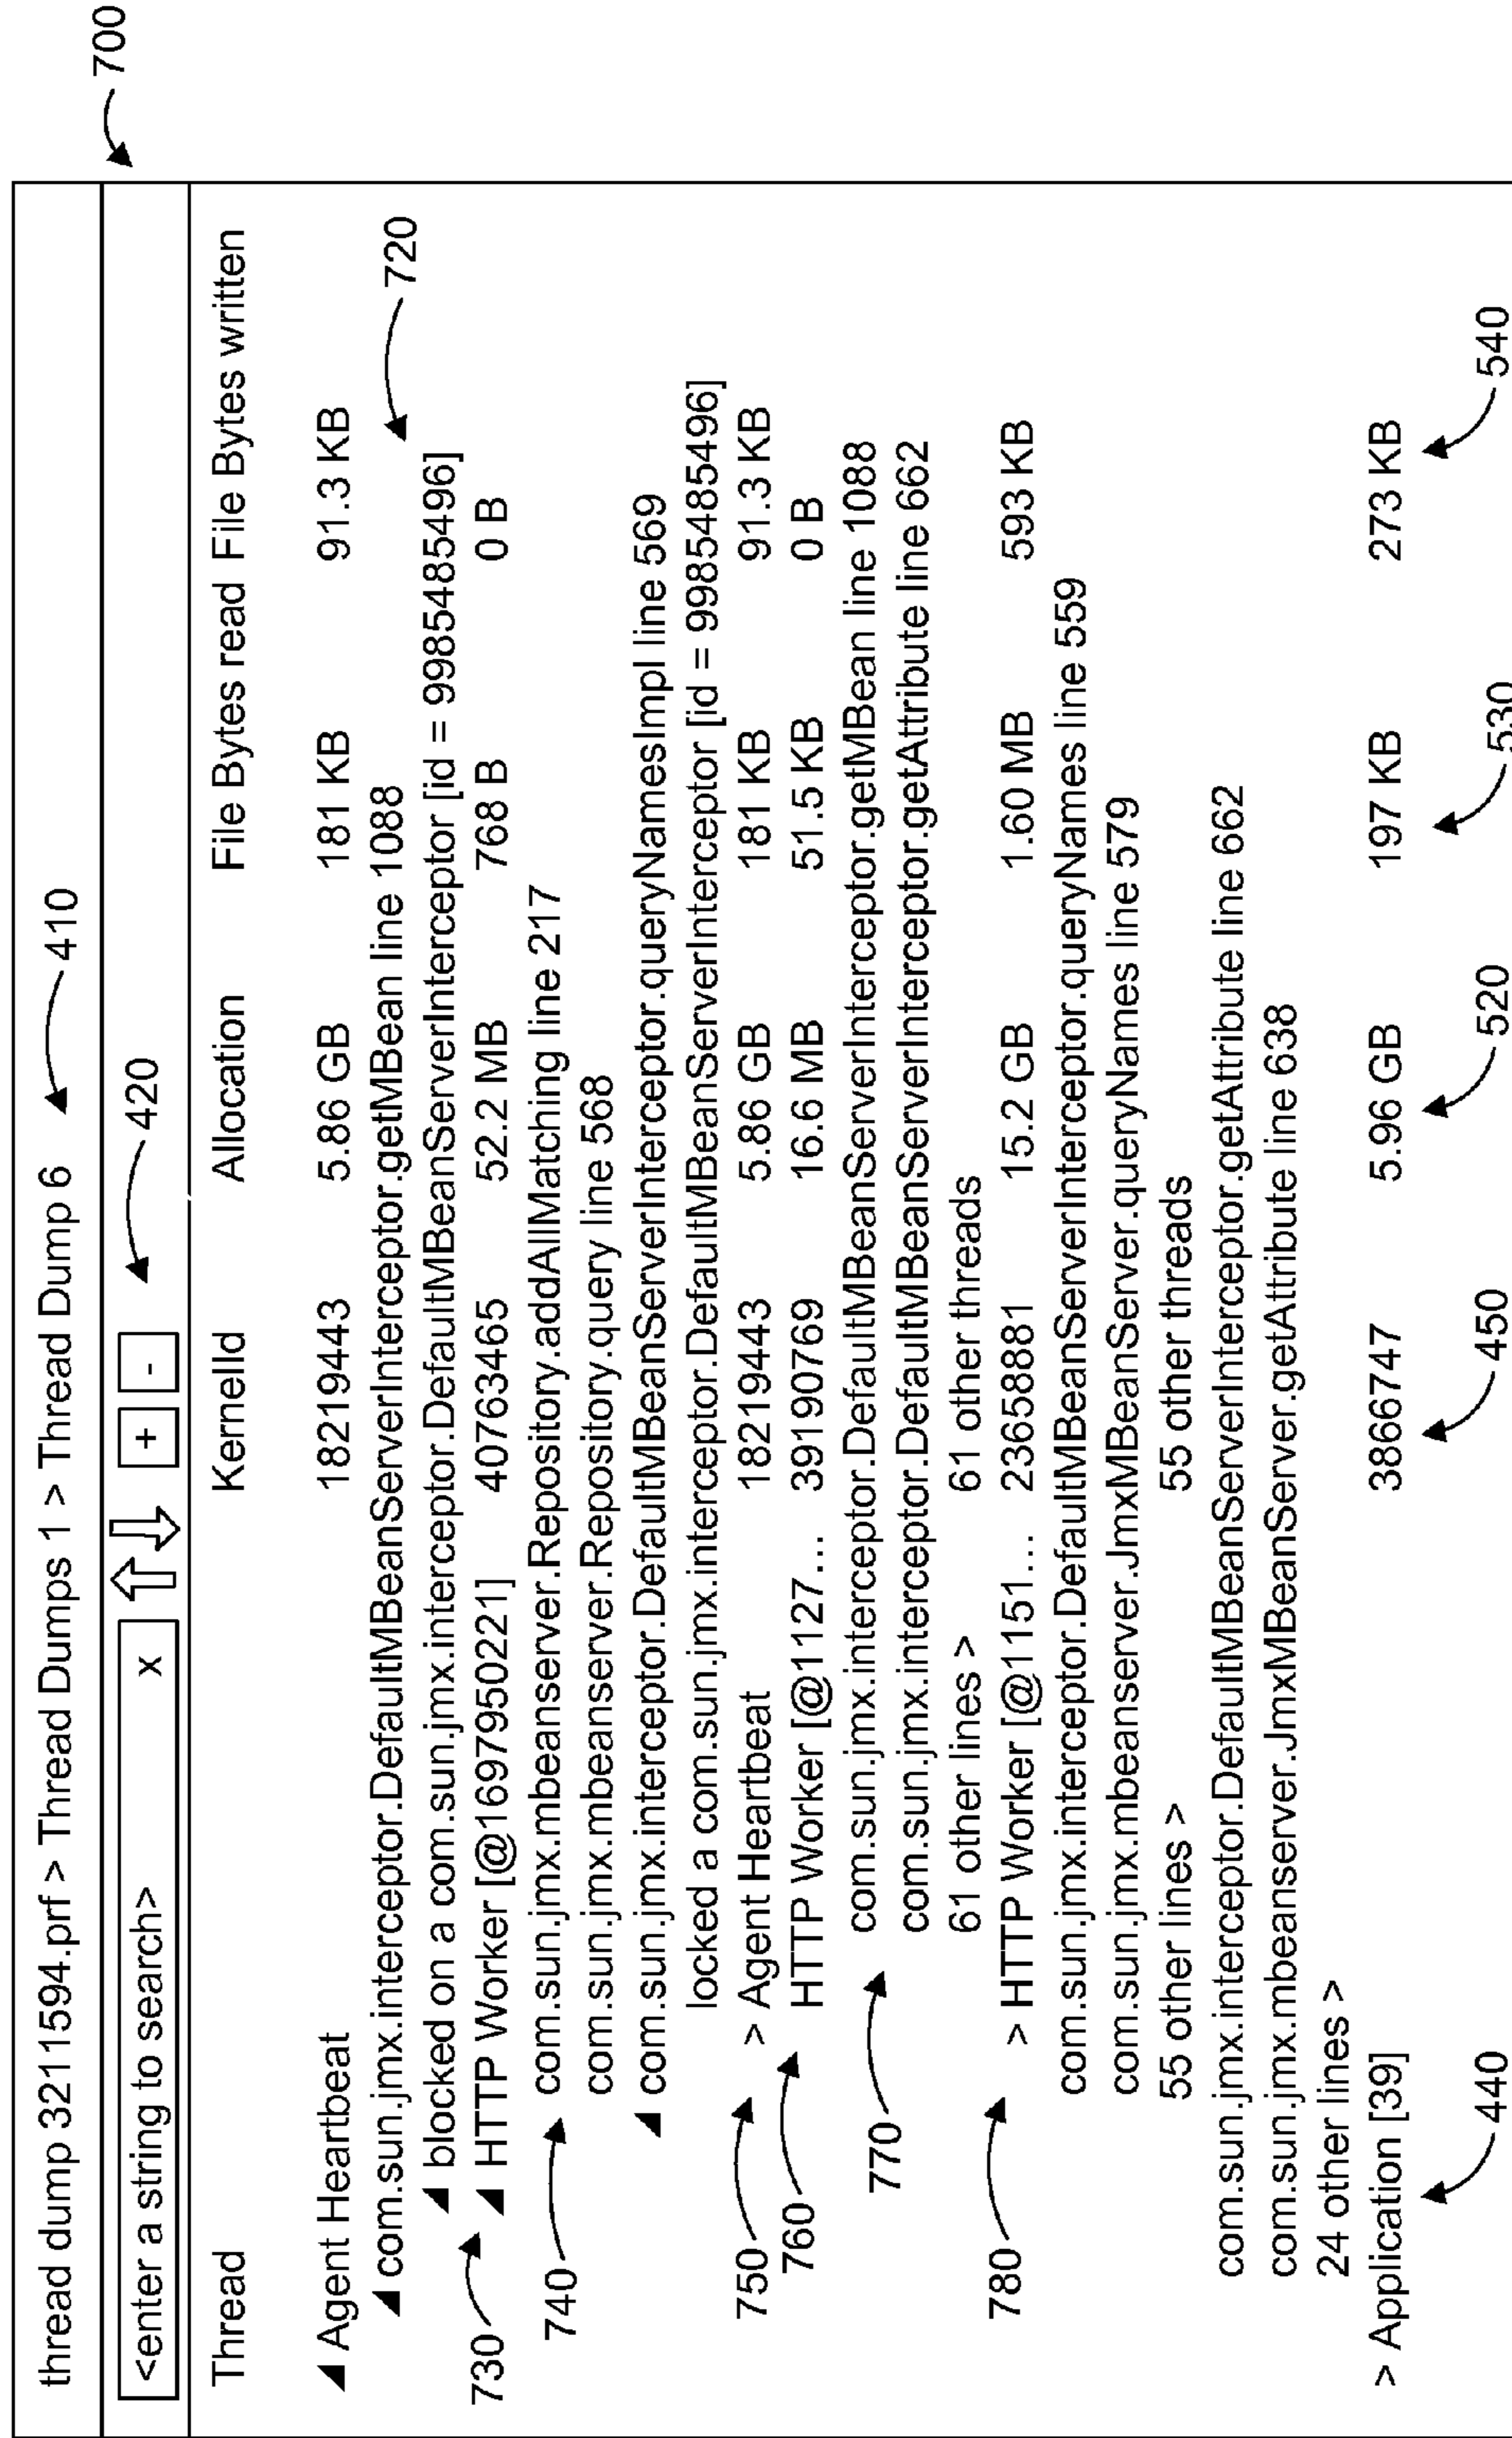 700
thread dump 3211594.prf > Thread Dumps 1 > Thread Dump 6 410
<enter a string to search> x + - 420
Thread KernelId Allocation File Bytes read File Bytes written
Agent Heartbeat 18219443 5.86 GB 181 KB 91.3 KB
com.sun.jmx.interceptor.DefaultMBeanServerInterceptor.getMBean line 1088
720
blocked on a com.sun.jmx.interceptor.DefaultMBeanServerInterceptor [id = 9985485496]
730 HTTP Worker [@1697950221] 40763465 52.2 MB 768 B 0 B
740 com.sun.jmx.mbeanserver.Repository.addAllMatching line 217
com.sun.jmx.mbeanserver.Repository.query line 568
com.sun.jmx.interceptor.DefaultMBeanServerInterceptor.queryNamesImpl line 569
locked a com.sun.jmx.interceptor.DefaultMBeanServerInterceptor [id = 9985485496]
750 > Agent Heartbeat 18219443 5.86 GB 181 KB 91.3 KB
760 HTTP Worker [@1127... 39190769 16.6 MB 51.5 KB 0 B
770 com.sun.jmx.interceptor.DefaultMBeanServerInterceptor.getMBean line 1088
com.sun.jmx.interceptor.DefaultMBeanServerInterceptor.getAttribute line 662
61 other lines > 61 other threads
780 > HTTP Worker [@1151... 23658881 15.2 GB 1.60 MB 593 KB
com.sun.jmx.interceptor.DefaultMBeanServerInterceptor.queryNames line 559
com.sun.jmx.mbeanserver.JmxMBeanServer.queryNames line 579
55 other lines > 55 other threads
com.sun.jmx.interceptor.DefaultMBeanServerInterceptor.getAttribute line 662
com.sun.jmx.mbeanserver.JmxMBeanServer.getAttribute line 638
24 other lines >
> Application [39] 3866747 5.96 GB 197 KB 273 KB
440 450 520 530 540